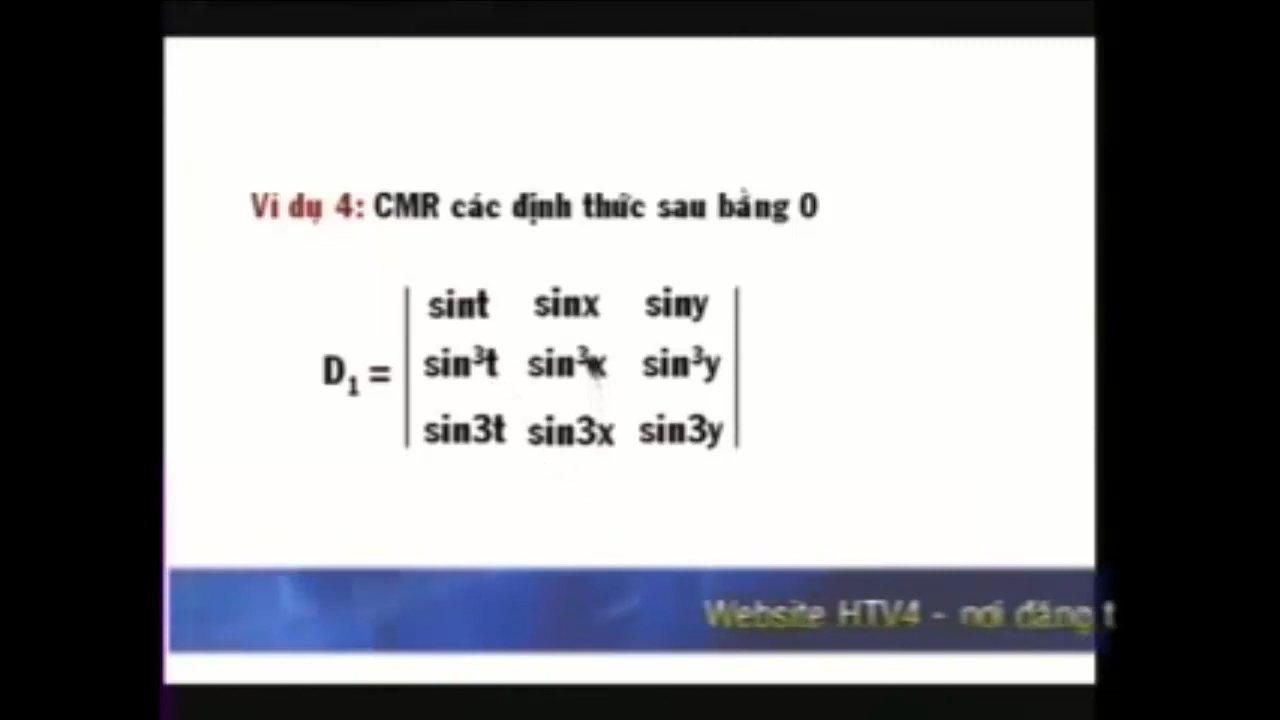 Ví dụ 4: CMR các định thức sau bằng 0
sint sinx siny
D₁ = sin³t sin³x sin³y
sin3t sin3x sin3y
Website HTV4 - nơi đăng t